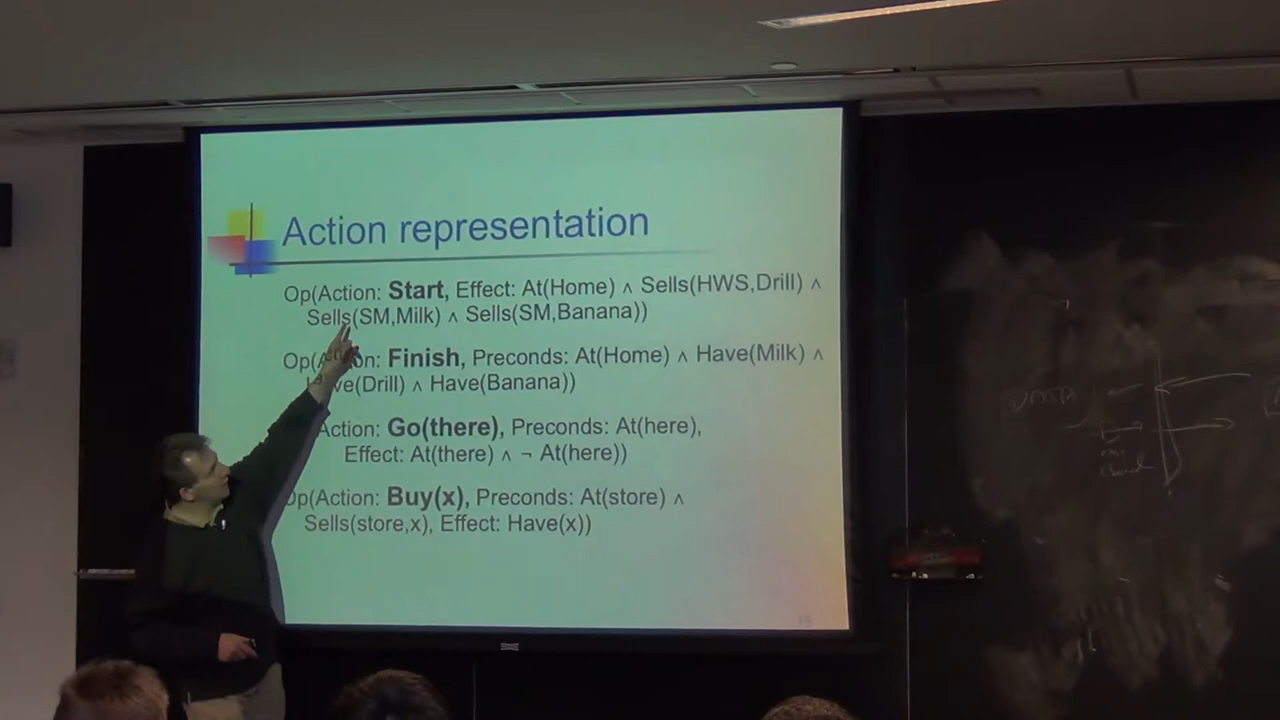 Action representation
Op(Action: Start, Effect: At(Home) ∧ Sells(HWS,Drill) ∧
Sells(SM,Milk) ∧ Sells(SM,Banana))
Op(Action: Finish, Preconds: At(Home) ∧ Have(Milk) ∧
Have(Drill) ∧ Have(Banana))
Action: Go(there), Preconds: At(here),
Effect: At(there) ∧ ¬ At(here))
Op(Action: Buy(x), Preconds: At(store) ∧
Sells(store,x), Effect: Have(x))